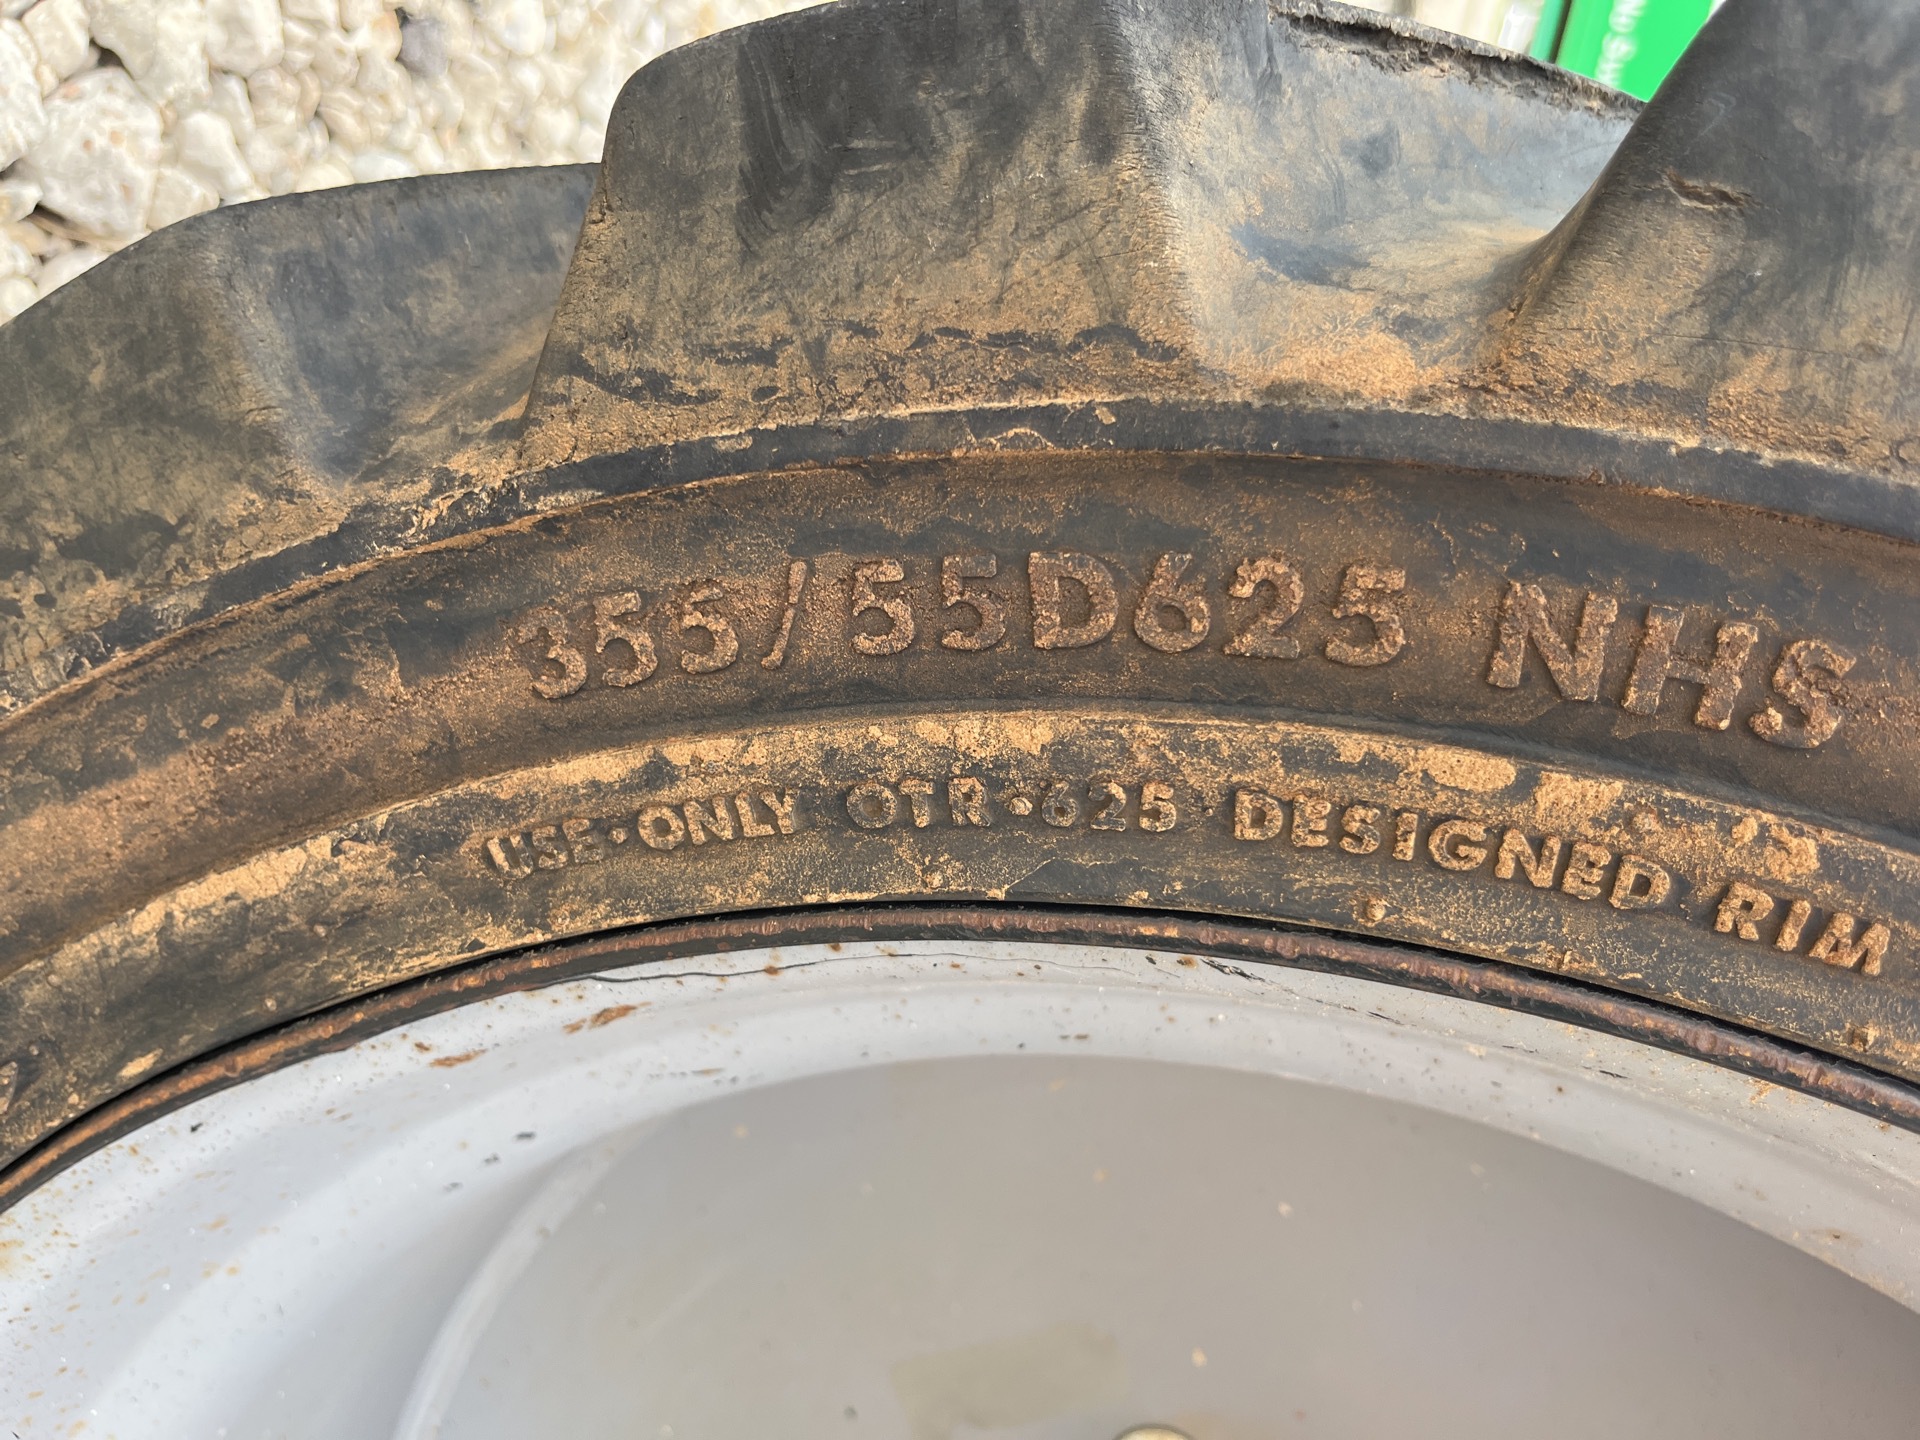 355/55D625 NHS
USE•ONLY OTR•625 DESIGNED RIM